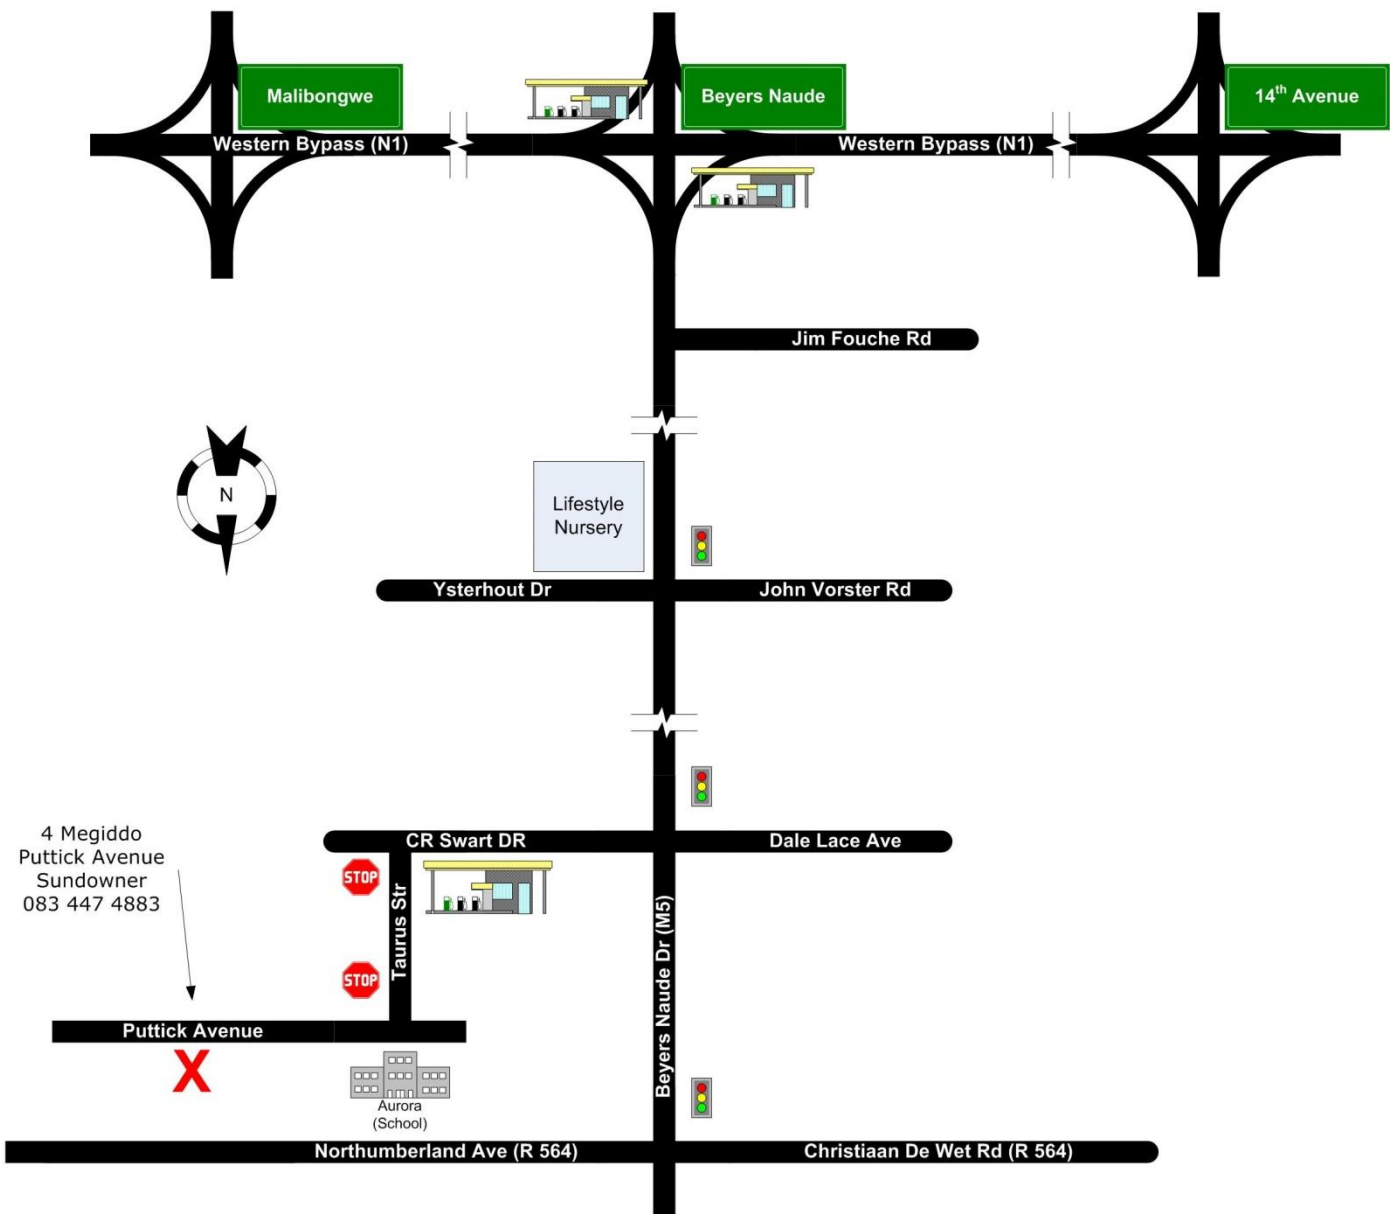 Malibongwe
Beyers Naude
14th Avenue
Western Bypass (N1)
Western Bypass (N1)
Jim Fouche Rd
N
Lifestyle
Nursery
Ysterhout Dr
John Vorster Rd
4 Megiddo
Puttick Avenue
Sundowner
083 447 4883
CR Swart DR
Dale Lace Ave
STOP
Taurus Str
STOP
Beyers Naude Dr (M5)
Puttick Avenue
X
Aurora
(School)
Northumberland Ave (R 564)
Christiaan De Wet Rd (R 564)